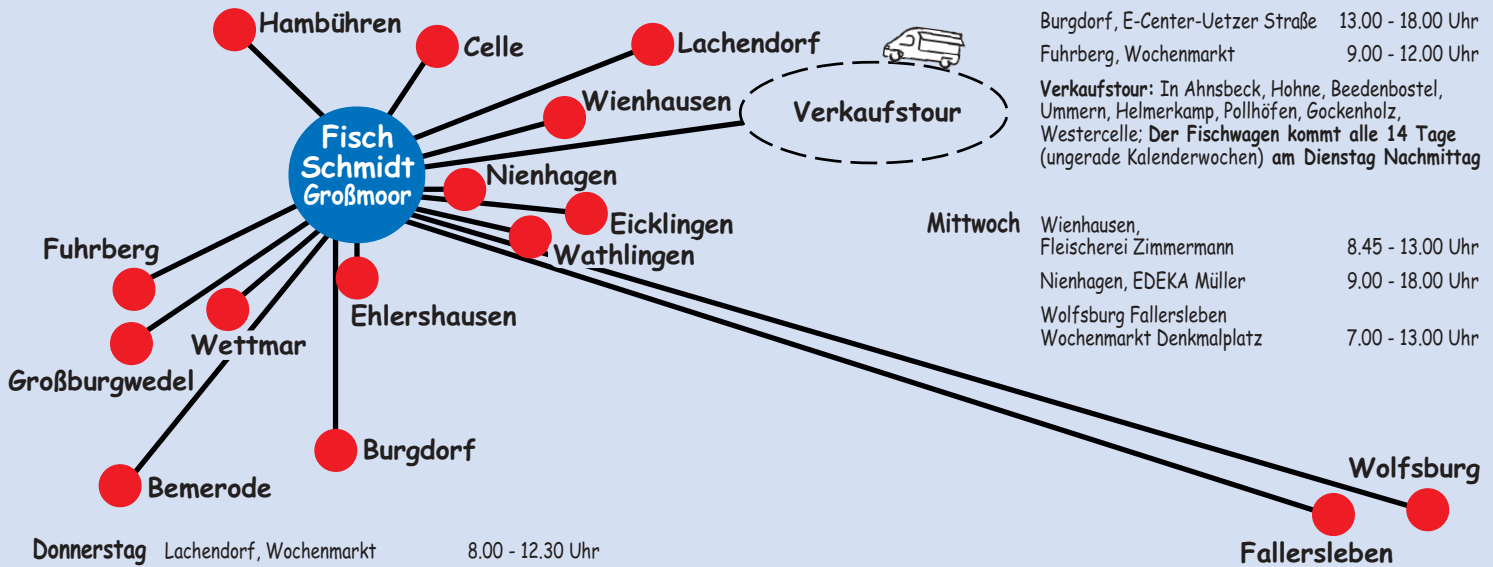 Hambühren
Celle
Lachendorf
Wienhausen
Verkaufstour
Fisch
Schmidt
Großmoor
Nienhagen
Eicklingen
Wathlingen
Fuhrberg
Ehlershausen
Wettmar
Großburgwedel
Burgdorf
Bemerode
Wolfsburg
Fallersleben
Burgdorf, E-Center-Uetzer Straße 13.00 - 18.00 Uhr
Fuhrberg, Wochenmarkt 9.00 - 12.00 Uhr
Verkaufstour: In Ahnsbeck, Hohne, Beedenbostel,
Ummern, Helmerkamp, Pollhöfen, Gockenholz,
Westercelle; Der Fischwagen kommt alle 14 Tage
(ungerade Kalenderwochen) am Dienstag Nachmittag
Mittwoch Wienhausen,
Fleischerei Zimmermann 8.45 - 13.00 Uhr
Nienhagen, EDEKA Müller 9.00 - 18.00 Uhr
Wolfsburg Fallersleben
Wochenmarkt Denkmalplatz 7.00 - 13.00 Uhr
Donnerstag Lachendorf, Wochenmarkt 8.00 - 12.30 Uhr